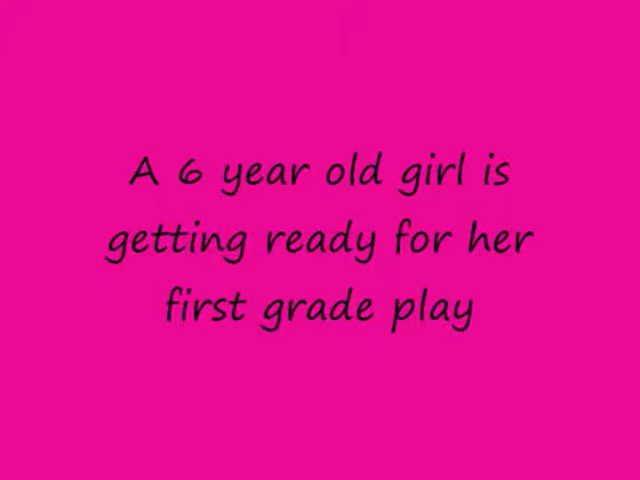 A 6 year old girl is
getting ready for her
first grade play